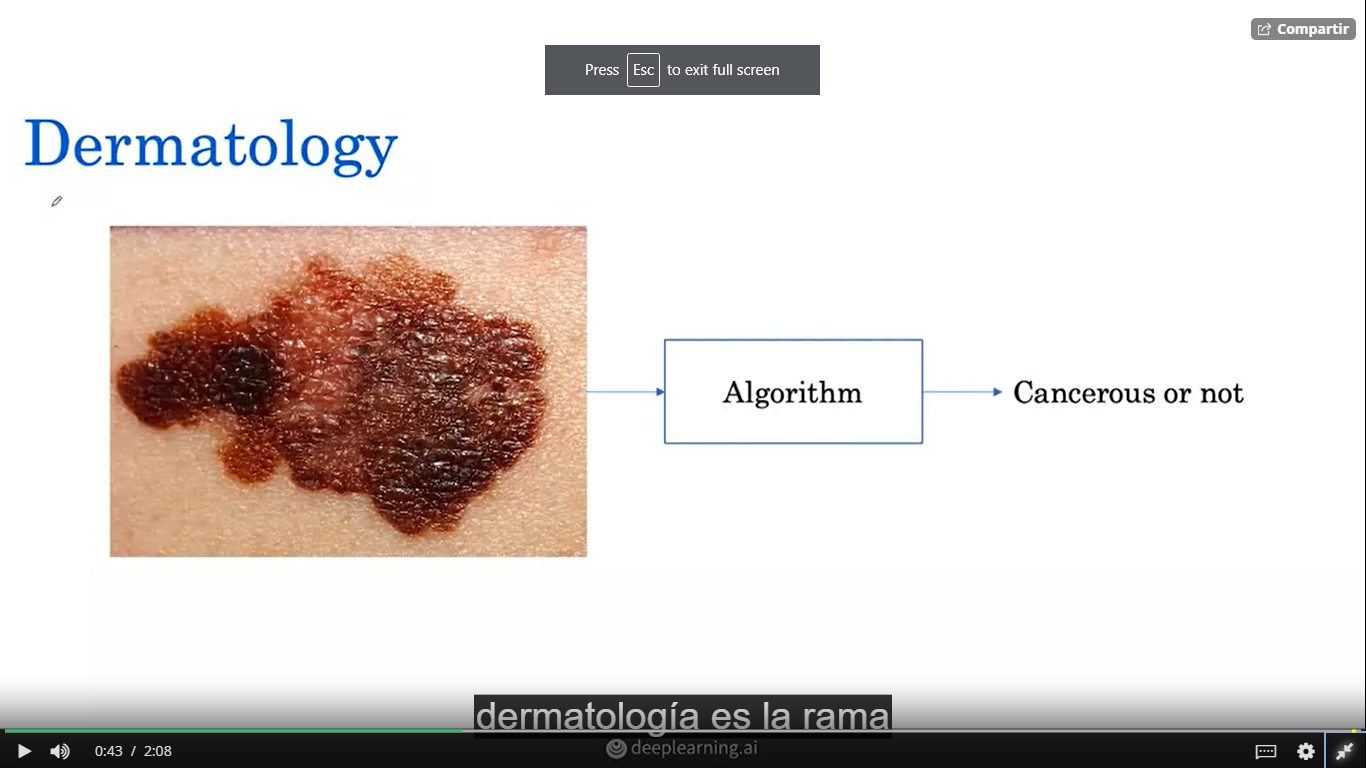 Compartir
Press Esc to exit full screen
Dermatology
Algorithm
Cancerous or not
dermatología es la rama
deeplearning.ai
0:43 / 2:08